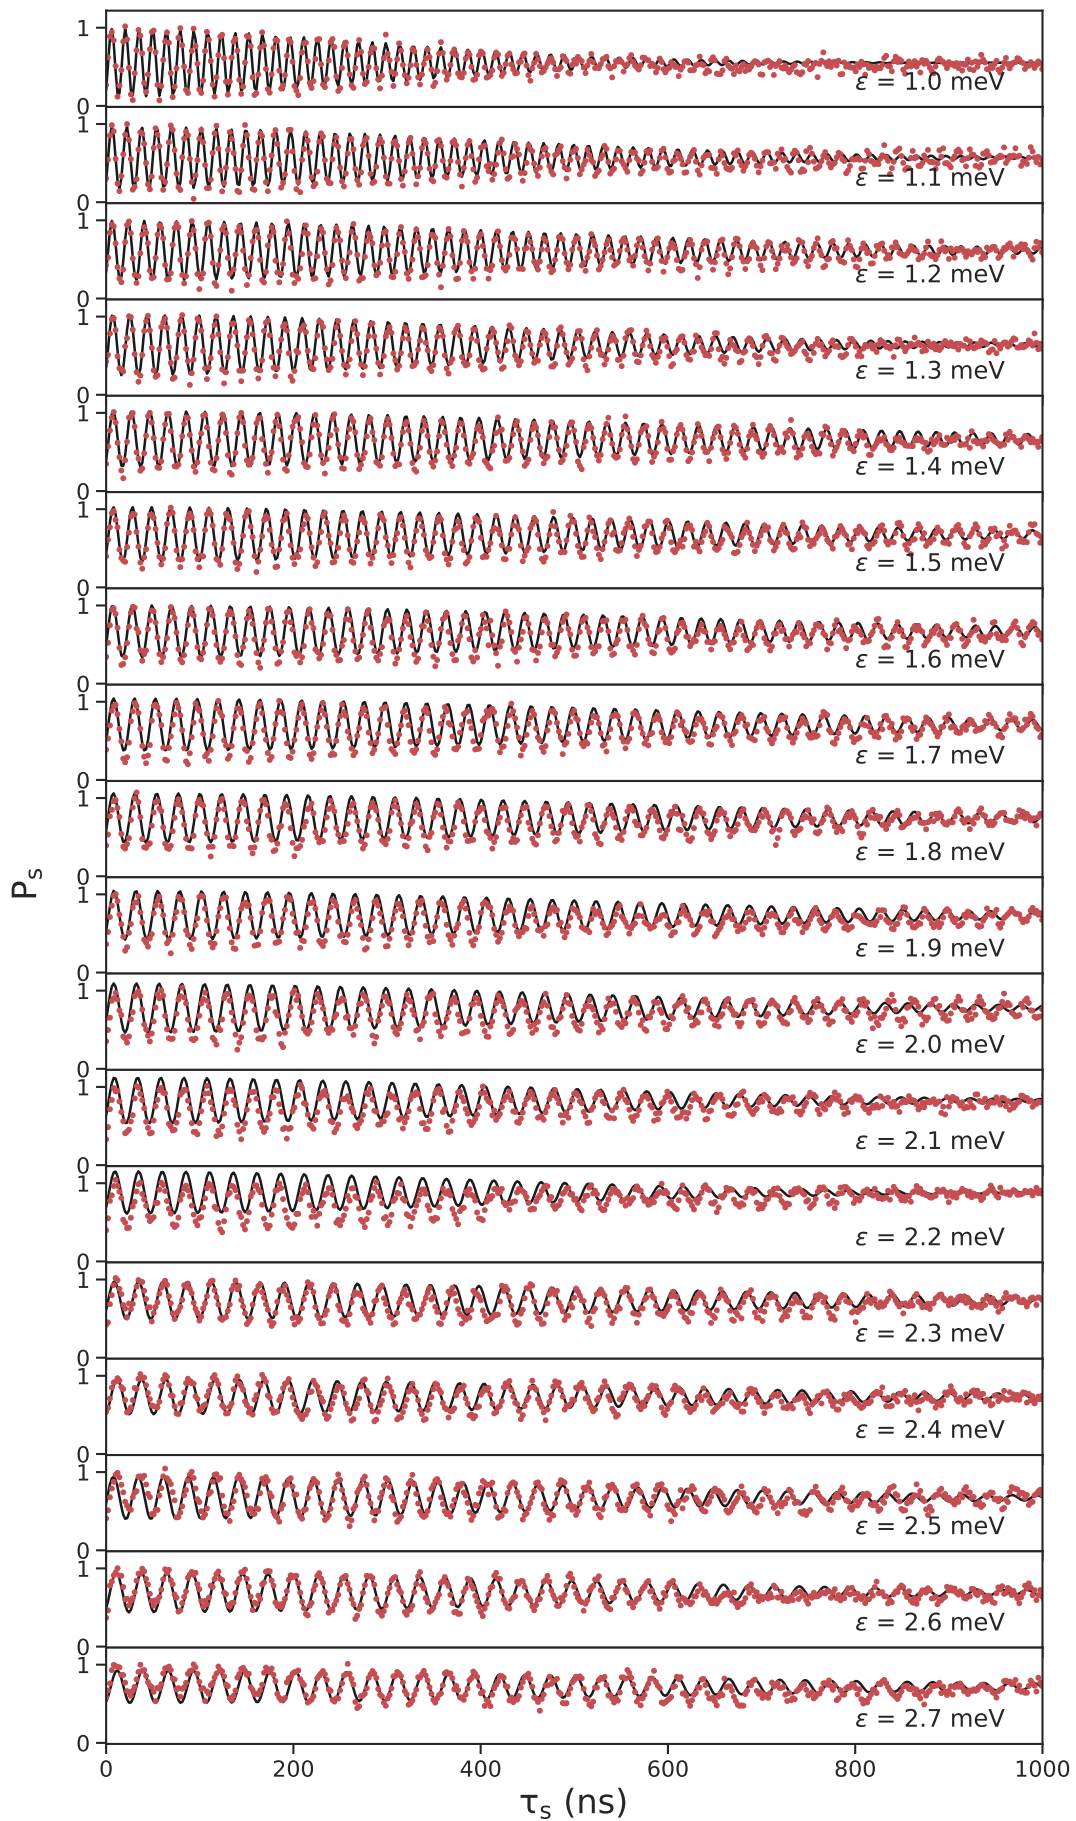 1
0
ε = 1.0 meV
1
0
ε = 1.1 meV
1
0
ε = 1.2 meV
1
0
ε = 1.3 meV
1
0
ε = 1.4 meV
1
0
ε = 1.5 meV
1
0
ε = 1.6 meV
1
0
ε = 1.7 meV
1
0
ε = 1.8 meV
Pₛ
1
0
ε = 1.9 meV
1
0
ε = 2.0 meV
1
0
ε = 2.1 meV
1
0
ε = 2.2 meV
1
0
ε = 2.3 meV
1
0
ε = 2.4 meV
1
0
ε = 2.5 meV
1
0
ε = 2.6 meV
1
0
ε = 2.7 meV
0 200 400 600 800 1000
τₛ (ns)